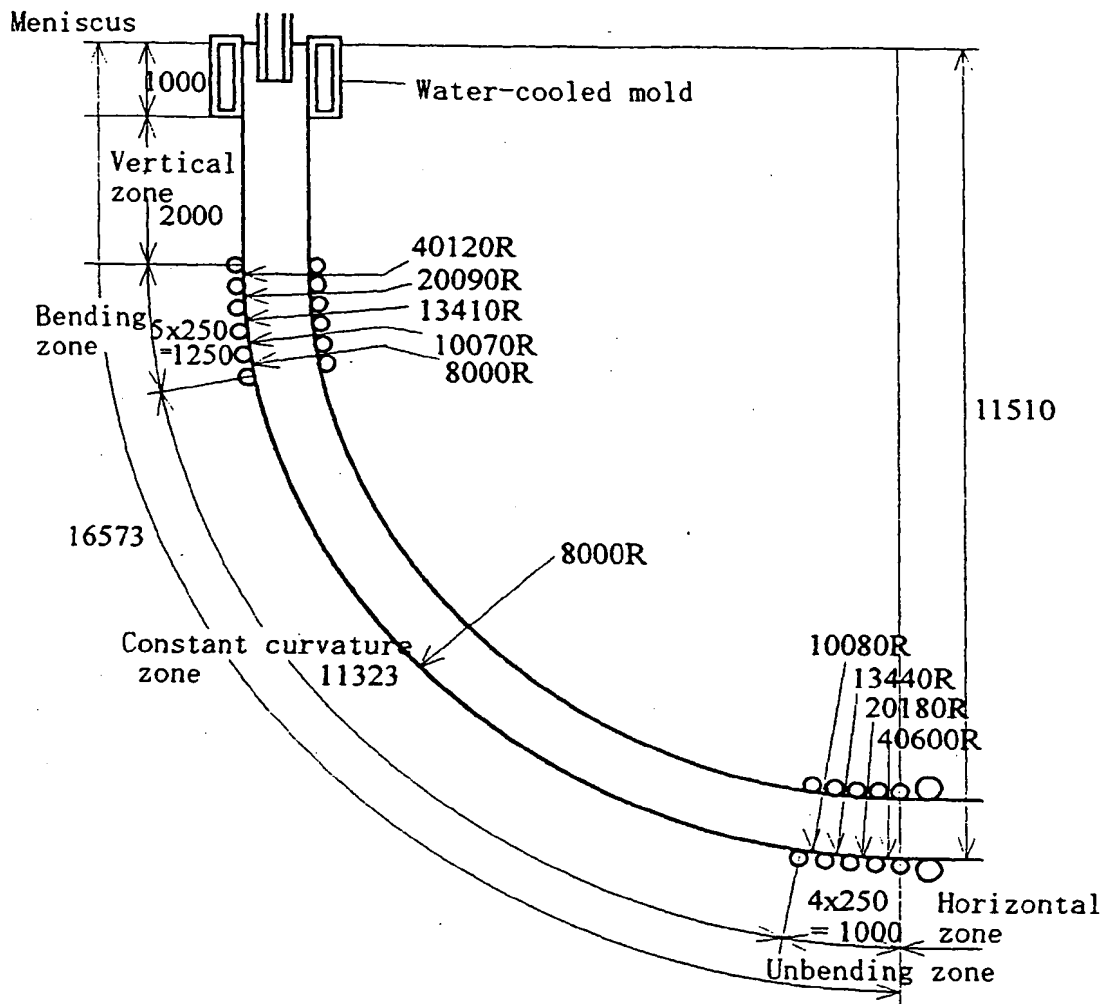 Meniscus
1000
Water-cooled mold
Vertical
zone
2000
40120R
20090R
13410R
10070R
8000R
Bending
zone
5x250
=1250
11510
16573
8000R
Constant curvature
zone
11323
10080R
13440R
20180R
40600R
4x250
= 1000
Horizontal
zone
Unbending zone